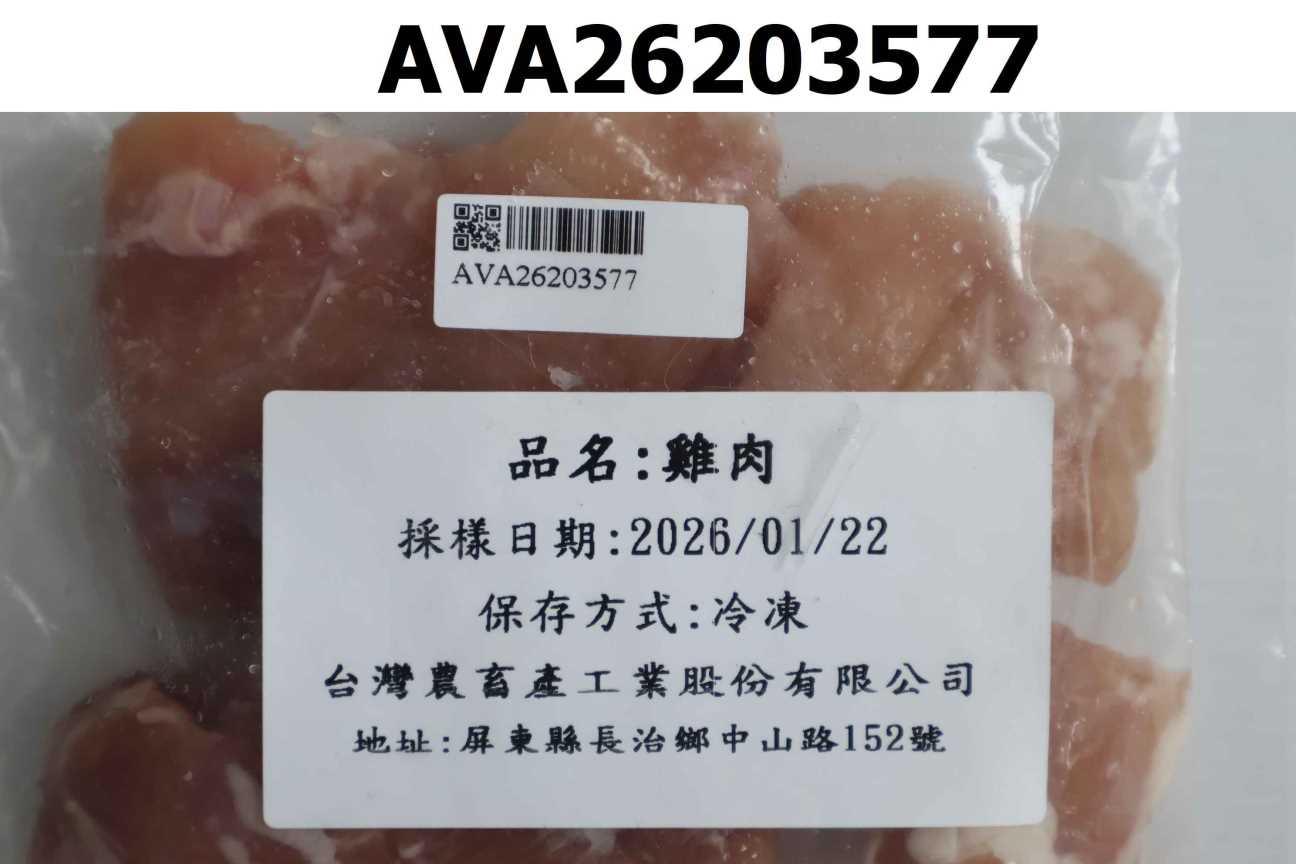 AVA26203577
AVA26203577
品名:雞肉
採樣日期:2026/01/22
保存方式:冷凍
台灣農畜產工業股份有限公司
地址:屏東縣長治鄉中山路152號